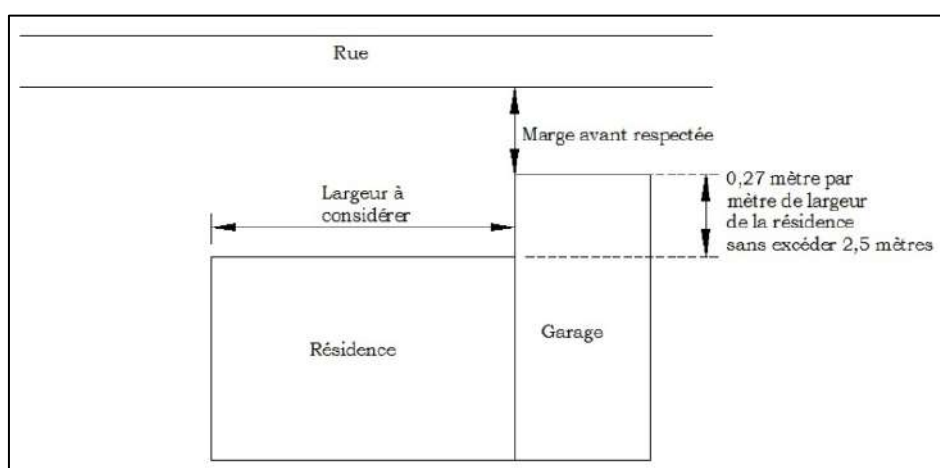 Rue
Marge avant respectée
Largeur à
considérer
0,27 mètre par
mètre de largeur
de la résidence
sans excéder 2,5 mètres
Résidence
Garage